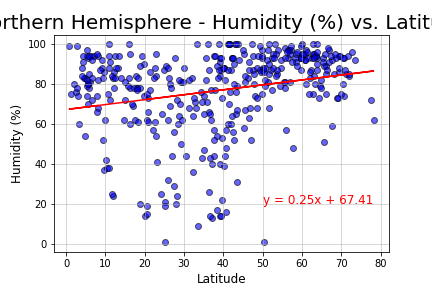 orthern Hemisphere - Humidity (%) vs. Latitu
100
80
60
40
20
0
Humidity (%)
y = 0.25x + 67.41
0 10 20 30 40 50 60 70 80
Latitude